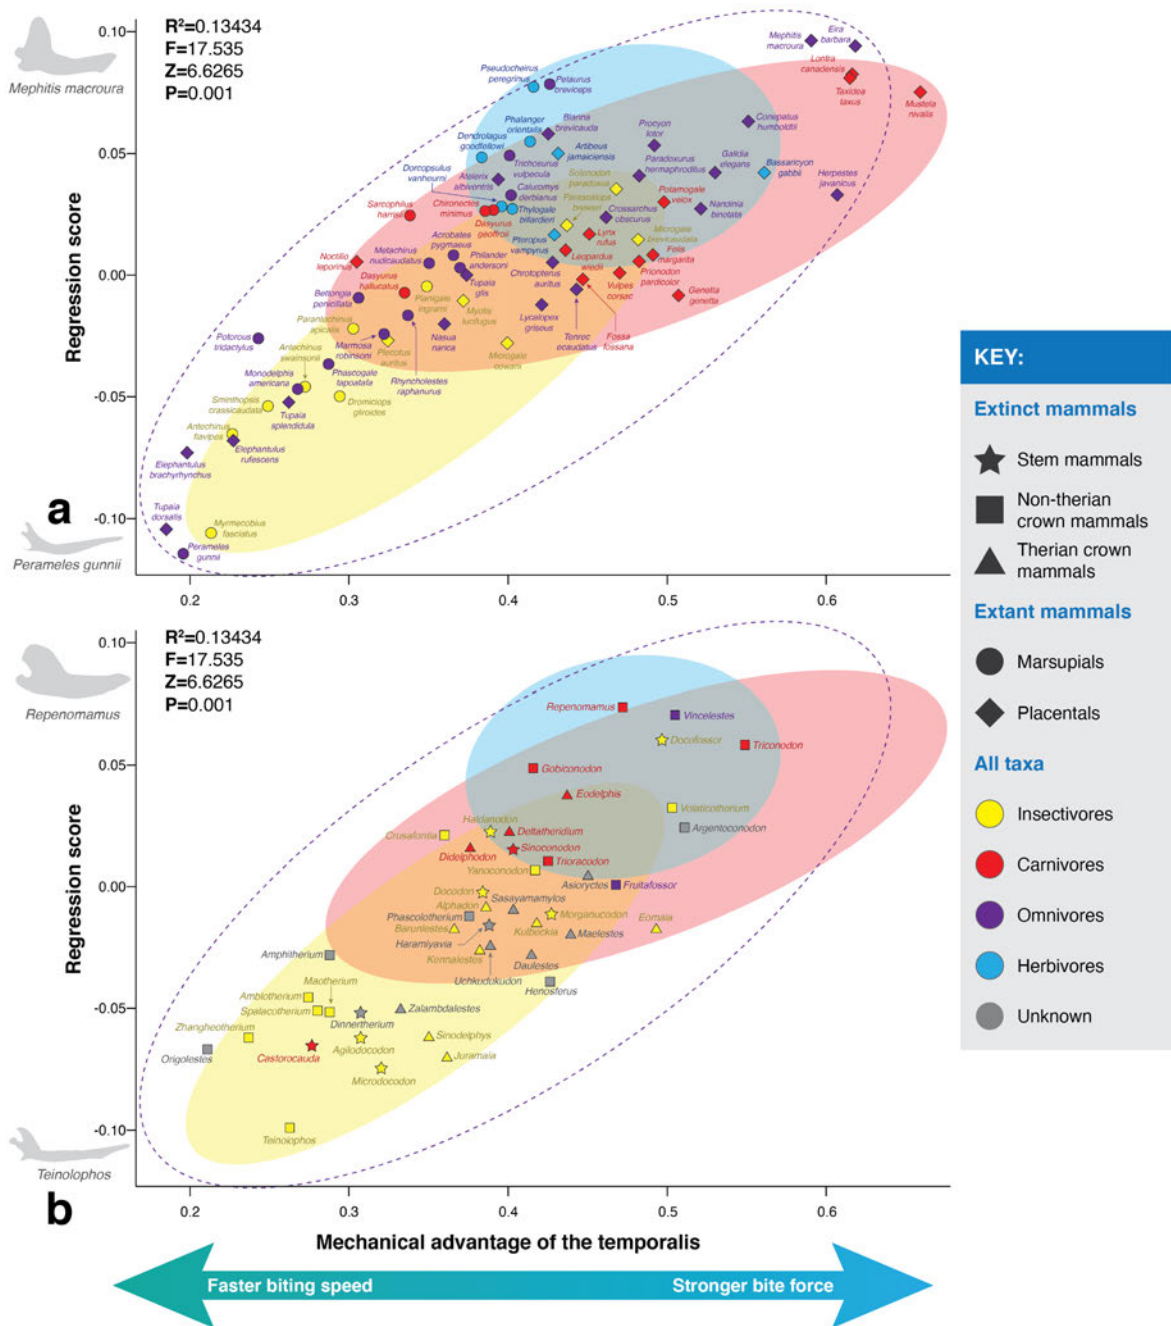 0.10
R²=0.13434
F=17.535
Z=6.6265
P=0.001
Mephitis macroura
Mephitis
macroura
Eira
barbara
Lontra
canadensis
Taxidea
taxus
Mustela
nivalis
Pseudocheirus
peregrinus
Petaurus
breviceps
Phalanger
orientalis
Blarina
brevicauda
Dendrolagus
goodfellowi
Procyon
lotor
Conepatus
humboldtii
0.05
Trichosurus
vulpecula
Artibeus
jamaiciensis
Paradoxurus
hermaphroditus
Galidia
elegans
Bassaricyon
gabbii
Dorcopsulus
vanheurni
Atelerix
albiventris
Caluromys
derbianus
Solenodon
paradoxus
Herpestes
javanicus
Potamogale
velox
Nandinia
binotata
Sarcophilus
harrisii
Chironectes
minimus
Thylogale
billardieri
Crossarchus
obscurus
Dasyurus
geoffroii
Microgale
brevicaudata
Lynx
rufus
Pteropus
vampyrus
Acrobates
pygmaeus
Metachirus
nudicaudatus
Philander
andersoni
Leopardus
wiedii
Felis
margarita
Noctilio
leporinus
Regression score
0.00
Dasyurus
hallucatus
Tupaia
glis
Chrotopterus
auritus
Vulpes
corsac
Prionodon
pardicolor
Genetta
genetta
Bettongia
penicillata
Planigale
ingrami
Myotis
lucifugus
Parantechinus
apicalis
Potorous
tridactylus
Marmosa
robinsoni
Nasua
narica
Lycalopex
griseus
Tenrec
ecaudatus
Fossa
fossana
Antechinus
swainsonii
Plecotus
auritus
Microgale
cowani
Monodelphis
americana
Phascogale
tapoatafa
Rhyncholestes
raphanurus
-0.05
Sminthopsis
crassicaudata
Tupaia
splendidula
Dromiciops
gliroides
Antechinus
flavipes
Elephantulus
rufescens
Elephantulus
brachyrhynchus
a
-0.10
Tupaia
dorsalis
Myrmecobius
fasciatus
Perameles
gunnii
Perameles gunnii
0.2
0.3
0.4
0.5
0.6
0.10
R²=0.13434
F=17.535
Z=6.6265
P=0.001
Repenomamus
Repenomamus
Vincelestes
Docofossor
Triconodon
0.05
Gobiconodon
Eodelphis
Volaticotherium
Haldanodon
Crusafontia
Deltatheridium
Argentoconodon
Didelphodon
Sinoconodon
Trioracodon
Yanoconodon
Regression score
0.00
Docodon
Asioryctes
Fruitafossor
Alphadon
Sasayamamylos
Phascolotherium
Morganucodon
Eomaia
Barunlestes
Kulbeckia
Maelestes
Haramiyavia
Amphitherium
Kennalestes
Daulestes
Maotherium
Uchkudukudon
Henosferus
Amblotherium
Spalacotherium
Zalambdalestes
-0.05
Dinnertherium
Zhangheotherium
Sinodelphys
Origolestes
Castorocauda
Agilodocodon
Juramaia
Microdocodon
-0.10
Teinolophos
Teinolophos
b
0.2
0.3
0.4
0.5
0.6
Mechanical advantage of the temporalis
Faster biting speed
Stronger bite force
KEY:
Extinct mammals
Stem mammals
Non-therian
crown mammals
Therian crown
mammals
Extant mammals
Marsupials
Placentals
All taxa
Insectivores
Carnivores
Omnivores
Herbivores
Unknown